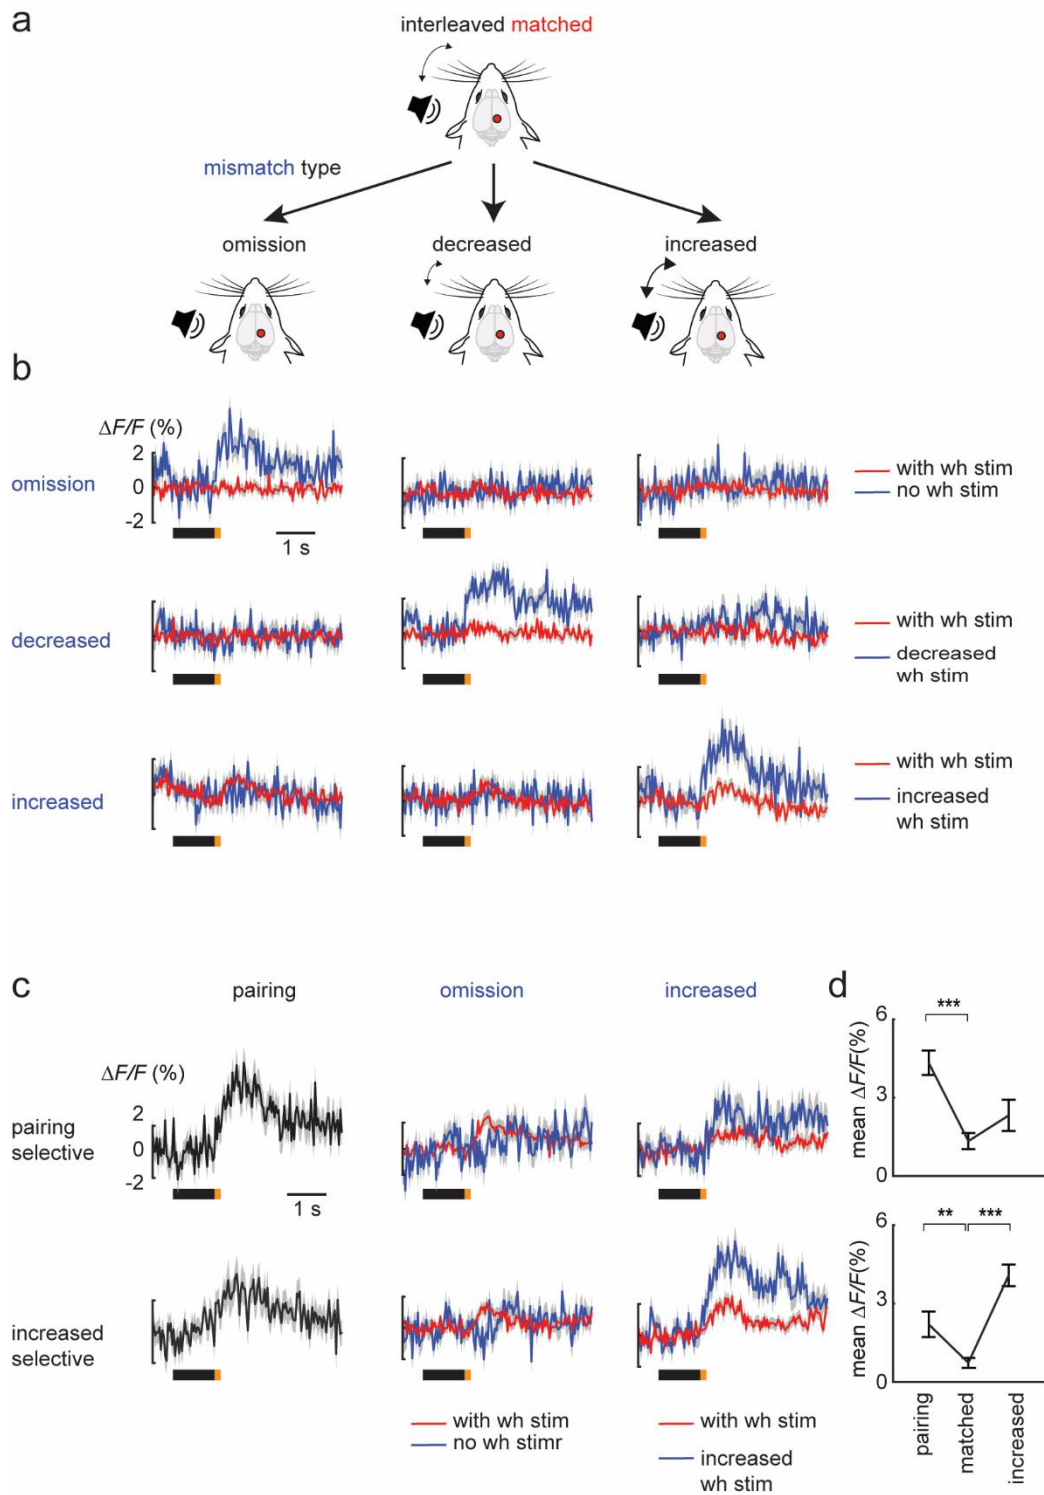 a
interleaved matched
mismatch type
omission
decreased
increased
b
ΔF/F (%)
2
0
-2
1 s
omission
with wh stim
no wh stim
decreased
with wh stim
decreased
wh stim
increased
with wh stim
increased
wh stim
c
pairing
omission
increased
d
ΔF/F (%)
2
0
-2
1 s
pairing
selective
increased
selective
with wh stim
no wh stimr
with wh stim
increased
wh stim
***
6
3
0
mean ΔF/F(%)
** ***
6
3
0
mean ΔF/F(%)
pairing
matched
increased